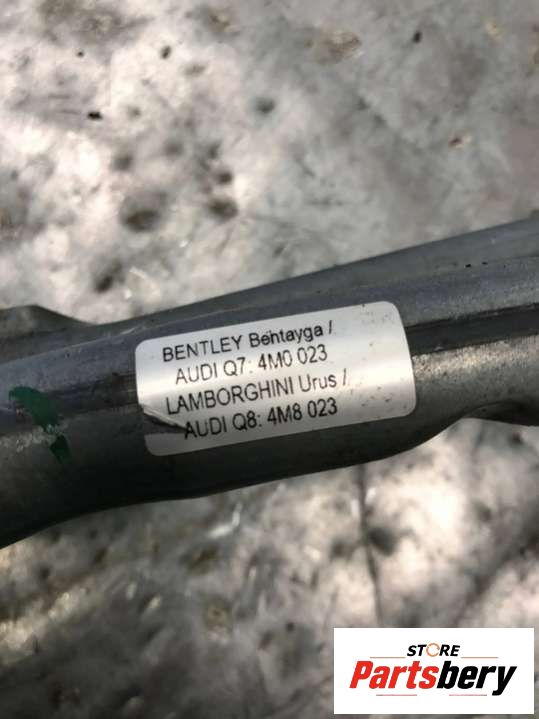 BENTLEY Bentayga /
AUDI Q7: 4M0 023
LAMBORGHINI Urus /
AUDI Q8: 4M8 023
STORE
Partsbery